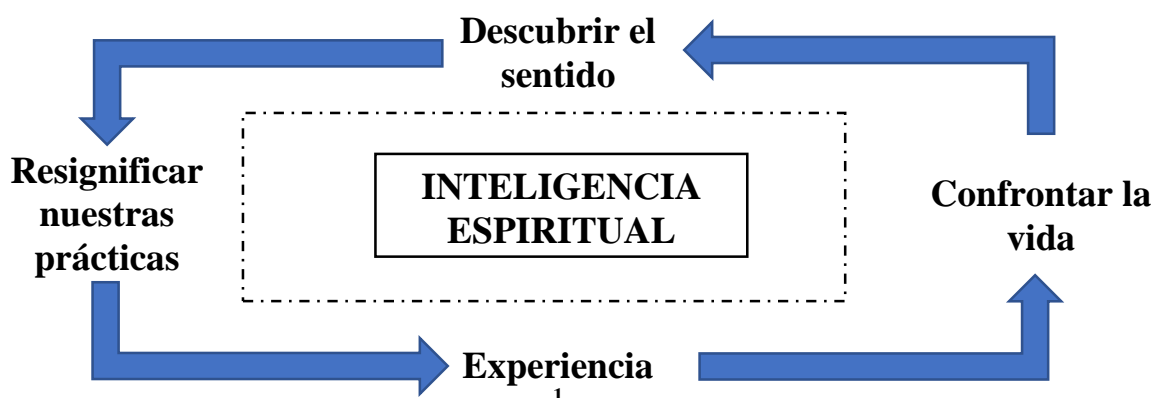 Descubrir el
sentido
Resignificar
nuestras
prácticas
INTELIGENCIA
ESPIRITUAL
Confrontar la
vida
Experiencia